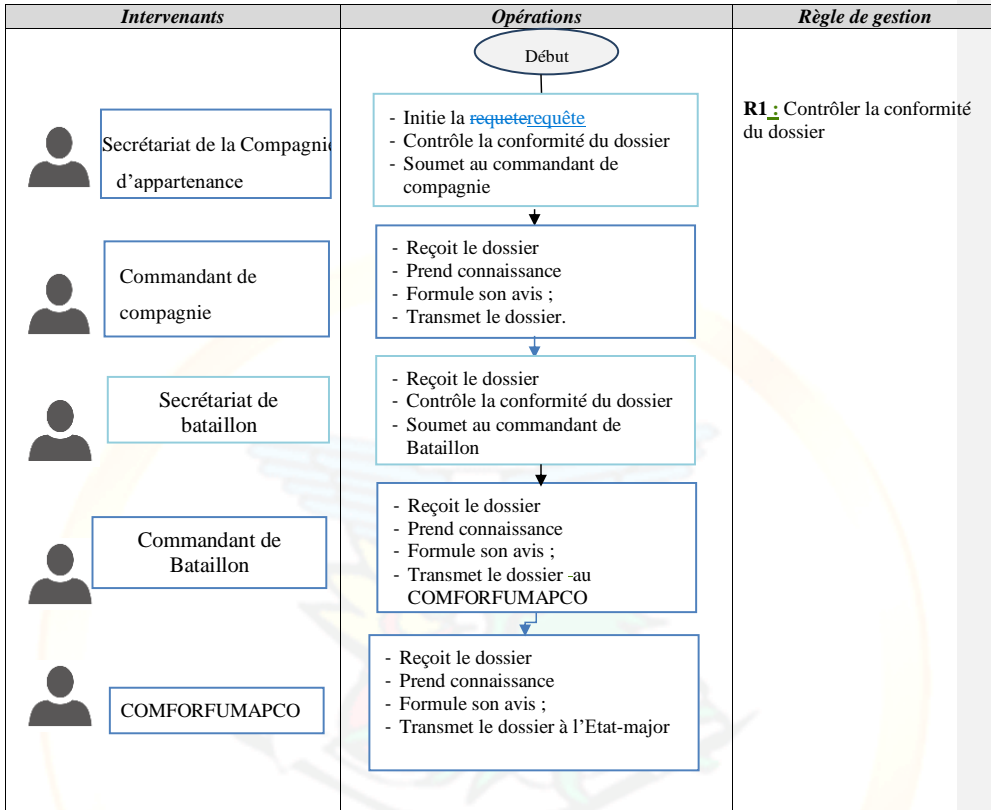 Intervenants
Opérations
Règle de gestion
Début
Secrétariat de la Compagnie
d’appartenance
- Initie la requeterequête
- Contrôle la conformité du dossier
- Soumet au commandant de
compagnie
R1 : Contrôler la conformité
du dossier
Commandant de
compagnie
- Reçoit le dossier
- Prend connaissance
- Formule son avis ;
- Transmet le dossier.
Secrétariat de
bataillon
- Reçoit le dossier
- Contrôle la conformité du dossier
- Soumet au commandant de
Bataillon
Commandant de
Bataillon
- Reçoit le dossier
- Prend connaissance
- Formule son avis ;
- Transmet le dossier -au
COMFORFUMAPCO
COMFORFUMAPCO
- Reçoit le dossier
- Prend connaissance
- Formule son avis ;
- Transmet le dossier à l’Etat-major